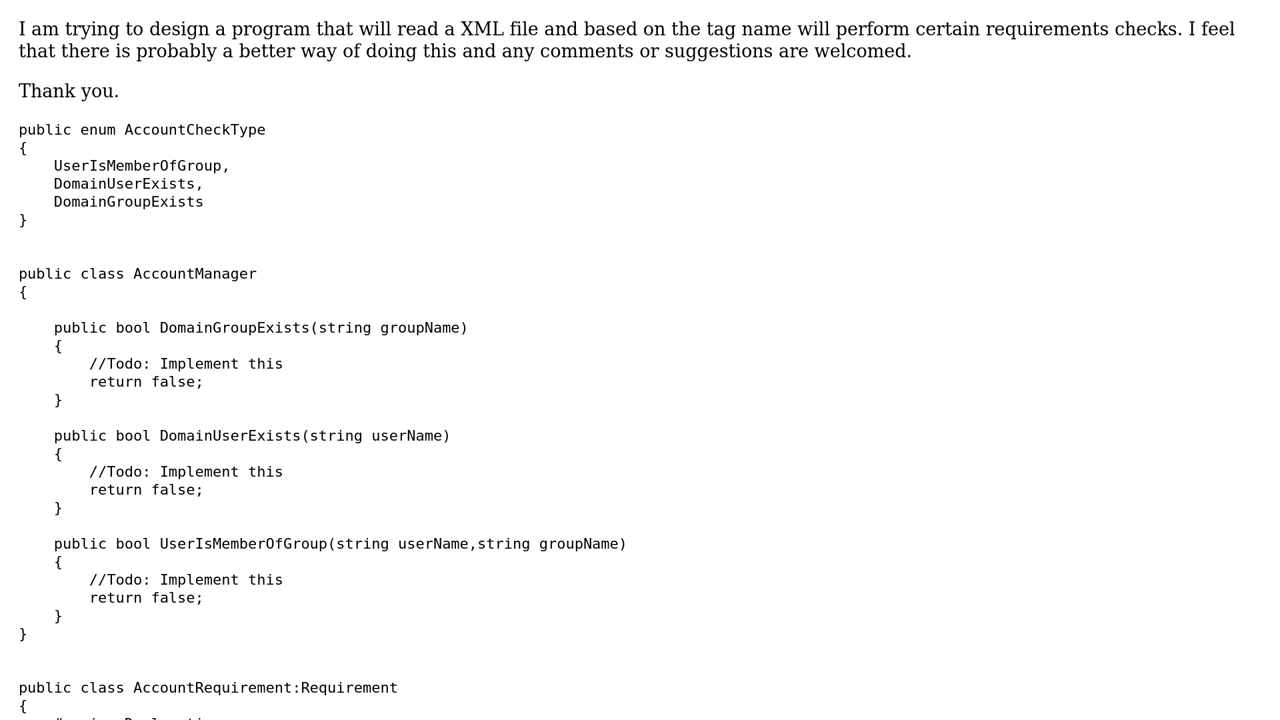 I am trying to design a program that will read a XML file and based on the tag name will perform certain requirements checks. I feel
that there is probably a better way of doing this and any comments or suggestions are welcomed.
Thank you.
public enum AccountCheckType
{
    UserIsMemberOfGroup,
    DomainUserExists,
    DomainGroupExists
}
public class AccountManager
{
    public bool DomainGroupExists(string groupName)
    {
        //Todo: Implement this
        return false;
    }
    public bool DomainUserExists(string userName)
    {
        //Todo: Implement this
        return false;
    }
    public bool UserIsMemberOfGroup(string userName,string groupName)
    {
        //Todo: Implement this
        return false;
    }
}
public class AccountRequirement:Requirement
{